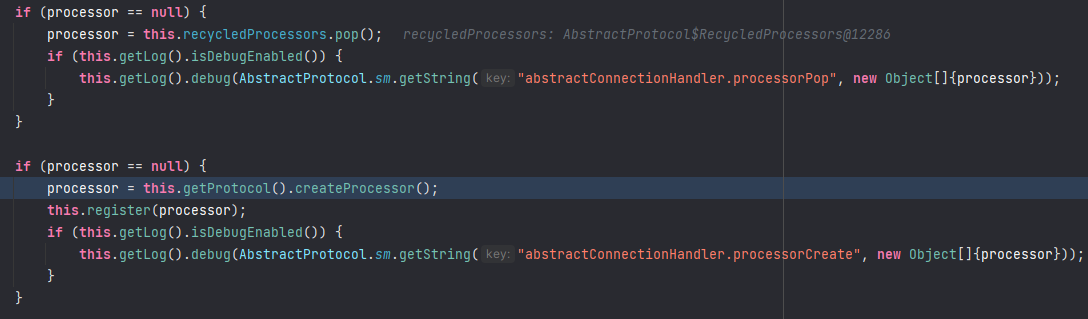 if (processor == null) {
processor = this.recycledProcessors.pop(); recycledProcessors: AbstractProtocol$RecycledProcessors@12286
if (this.getLog().isDebugEnabled()) {
this.getLog().debug(AbstractProtocol.sm.getString( key: "abstractConnectionHandler.processorPop", new Object[]{processor}));
}
}
if (processor == null) {
processor = this.getProtocol().createProcessor();
this.register(processor);
if (this.getLog().isDebugEnabled()) {
this.getLog().debug(AbstractProtocol.sm.getString( key: "abstractConnectionHandler.processorCreate", new Object[]{processor}));
}
}